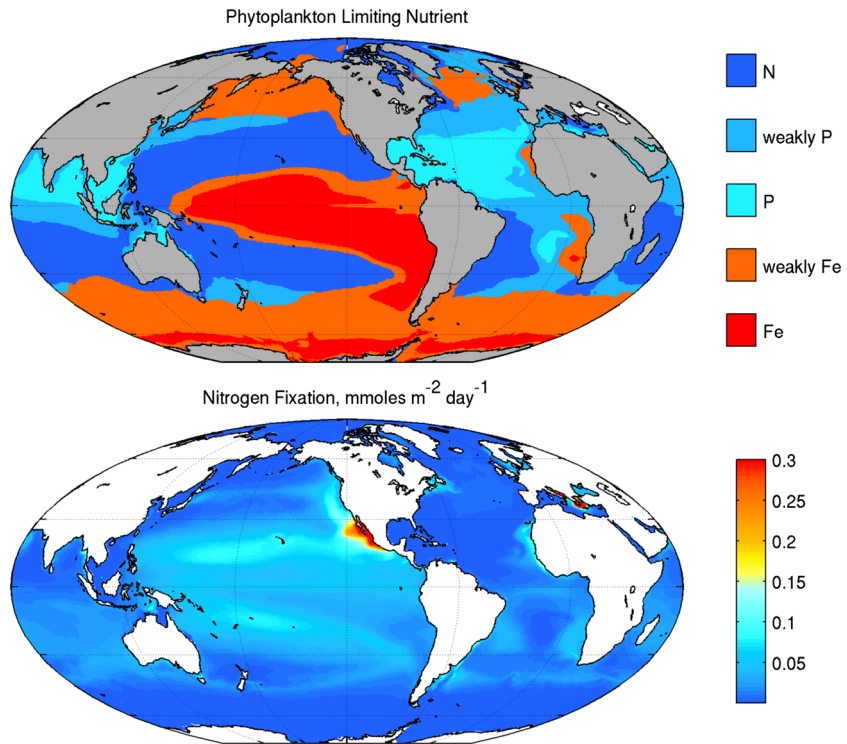 Phytoplankton Limiting Nutrient
N
weakly P
P
weakly Fe
Fe
Nitrogen Fixation, mmoles m⁻² day⁻¹
0.3
0.25
0.2
0.15
0.1
0.05